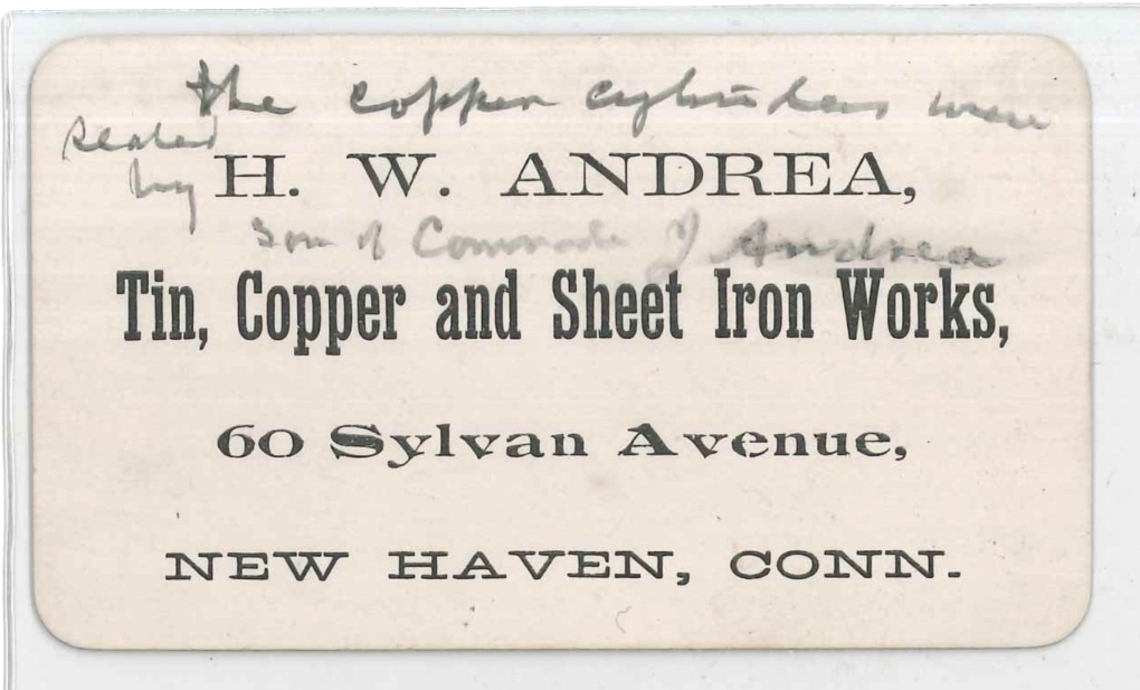 the copper cylinders were
sealed
by H. W. ANDREA,
Son of Comrade J Andrea
Tin, Copper and Sheet Iron Works,
60 Sylvan Avenue,
NEW HAVEN, CONN.